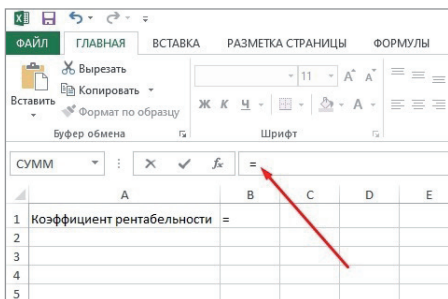 ФАЙЛ ГЛАВНАЯ ВСТАВКА РАЗМЕТКА СТРАНИЦЫ ФОРМУЛЫ
Вставить
Вырезать
Копировать
Формат по образцу
Буфер обмена
11 A A
Ж К Ч A
Шрифт
СУММ fx =
A B C D E
1 Коэффициент рентабельности =
2
3
4
5